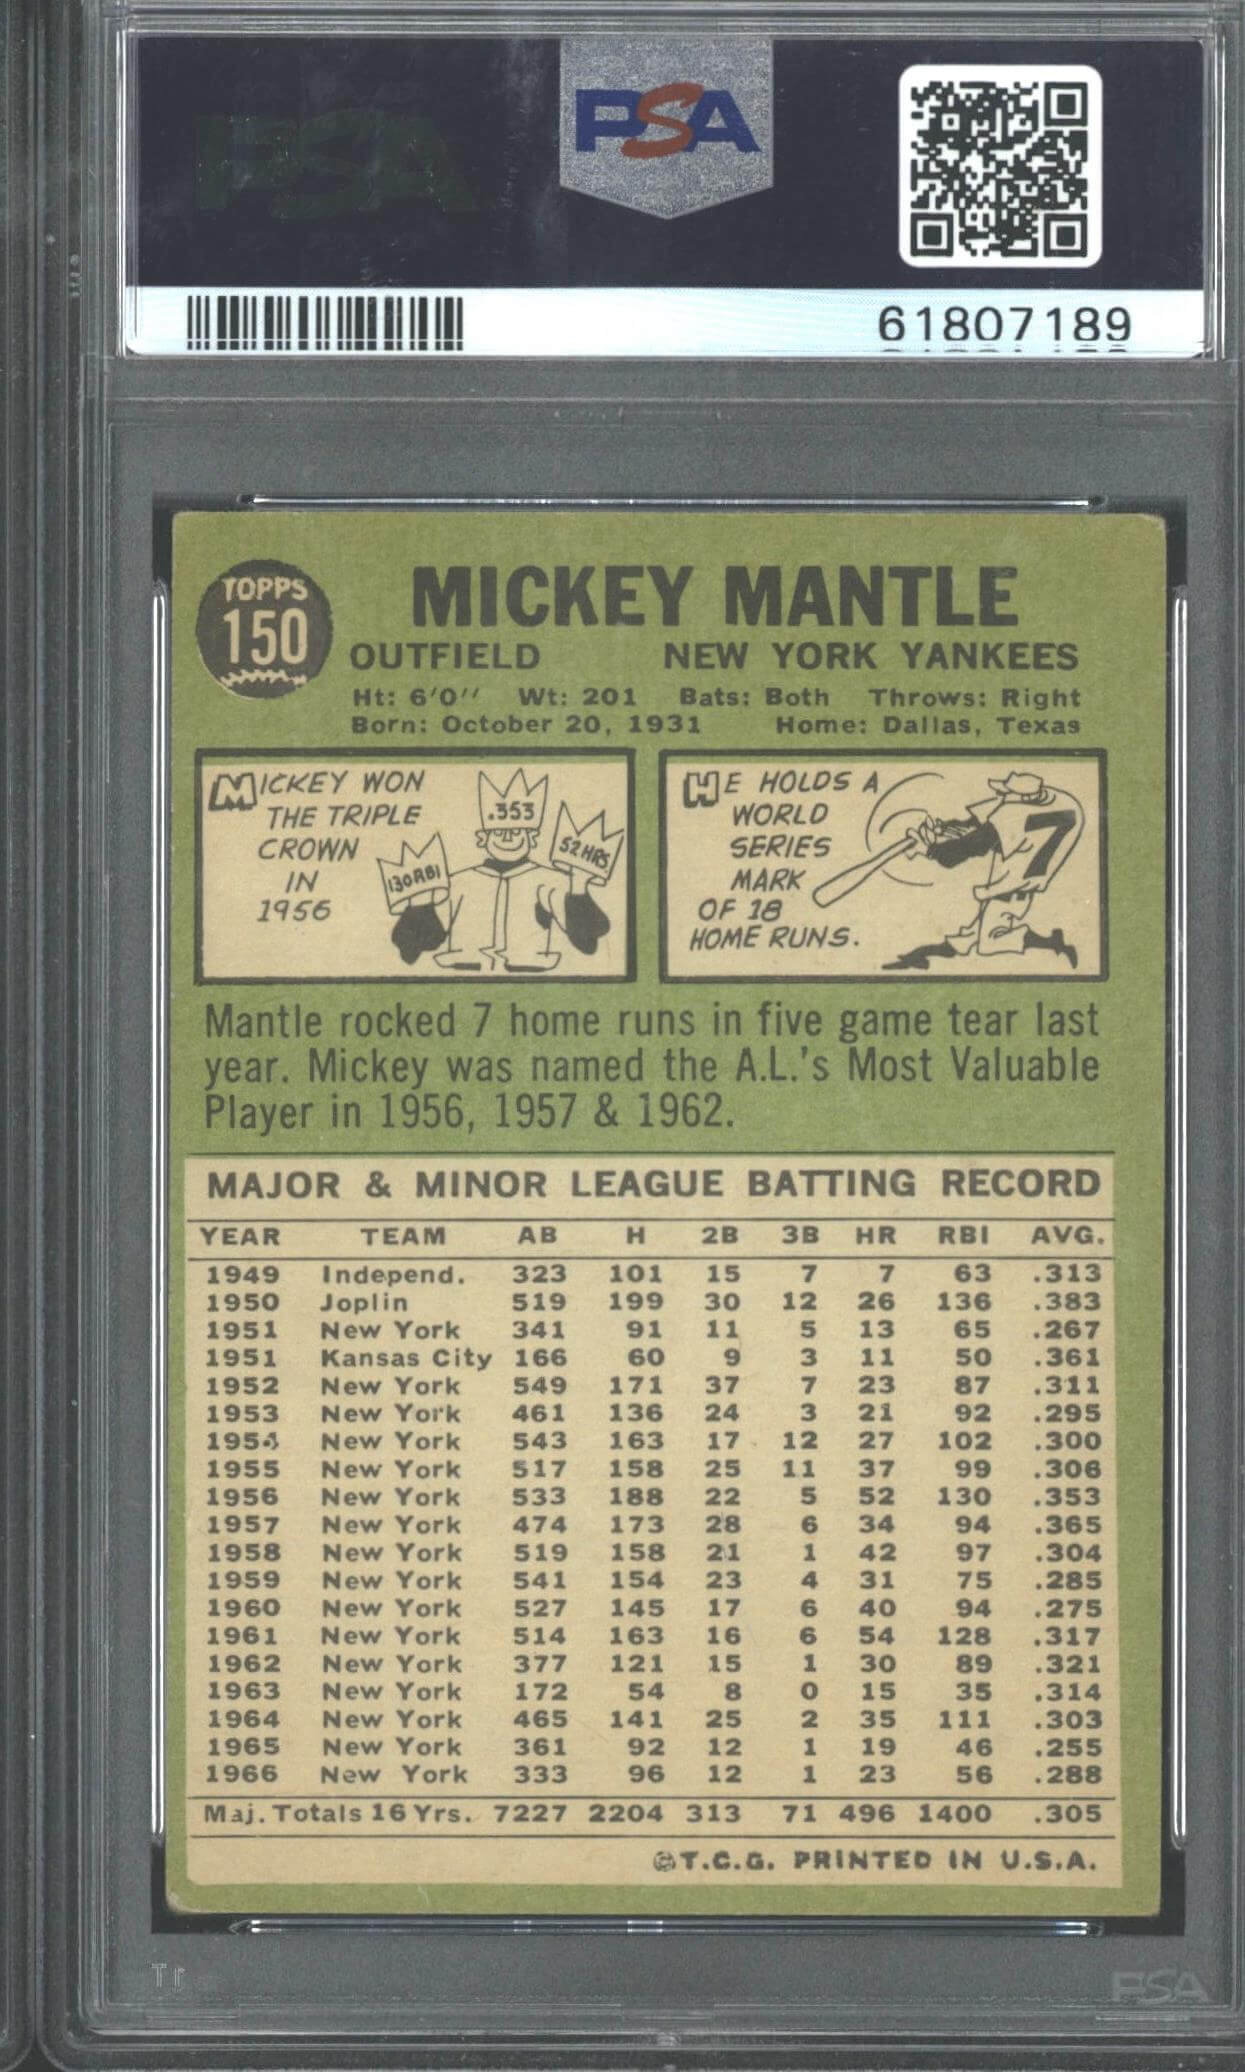 PSA
PSA
61807189
TOPPS
150
MICKEY MANTLE
OUTFIELD NEW YORK YANKEES
Ht: 6'0" Wt: 201 Bats: Both Throws: Right
Born: October 20, 1931 Home: Dallas, Texas
MICKEY WON
THE TRIPLE
CROWN
IN
1956
.353
130 RBI
52 HRS
HE HOLDS A
WORLD
SERIES
MARK
OF 18
HOME RUNS.
7
Mantle rocked 7 home runs in five game tear last
year. Mickey was named the A.L.'s Most Valuable
Player in 1956, 1957 & 1962.
MAJOR & MINOR LEAGUE BATTING RECORD
YEAR TEAM AB H 2B 3B HR RBI AVG.
1949 Independ. 323 101 15 7 7 63 .313
1950 Joplin 519 199 30 12 26 136 .383
1951 New York 341 91 11 5 13 65 .267
1951 Kansas City 166 60 9 3 11 50 .361
1952 New York 549 171 37 7 23 87 .311
1953 New York 461 136 24 3 21 92 .295
1954 New York 543 163 17 12 27 102 .300
1955 New York 517 158 25 11 37 99 .306
1956 New York 533 188 22 5 52 130 .353
1957 New York 474 173 28 6 34 94 .365
1958 New York 519 158 21 1 42 97 .304
1959 New York 541 154 23 4 31 75 .285
1960 New York 527 145 17 6 40 94 .275
1961 New York 514 163 16 6 54 128 .317
1962 New York 377 121 15 1 30 89 .321
1963 New York 172 54 8 0 15 35 .314
1964 New York 465 141 25 2 35 111 .303
1965 New York 361 92 12 1 19 46 .255
1966 New York 333 96 12 1 23 56 .288
Maj. Totals 16 Yrs. 7227 2204 313 71 496 1400 .305
©T.C.G. PRINTED IN U.S.A.
PSA